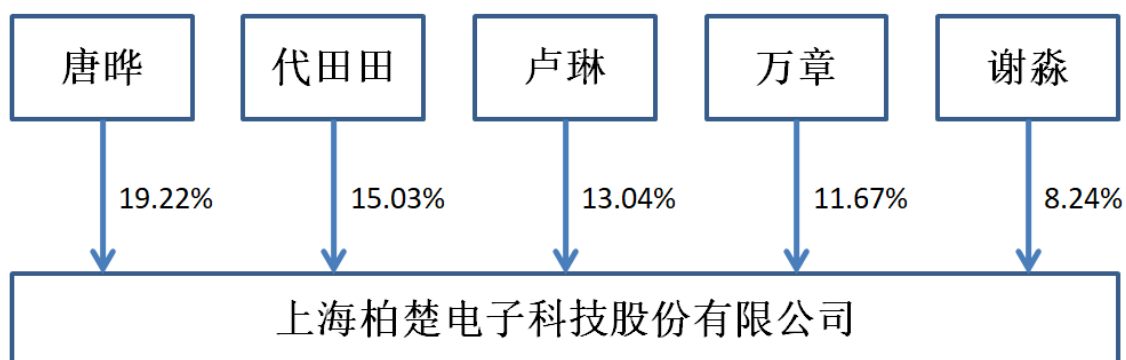 唐晔 代田田 卢琳 万章 谢淼
19.22% 15.03% 13.04% 11.67% 8.24%
上海柏楚电子科技股份有限公司